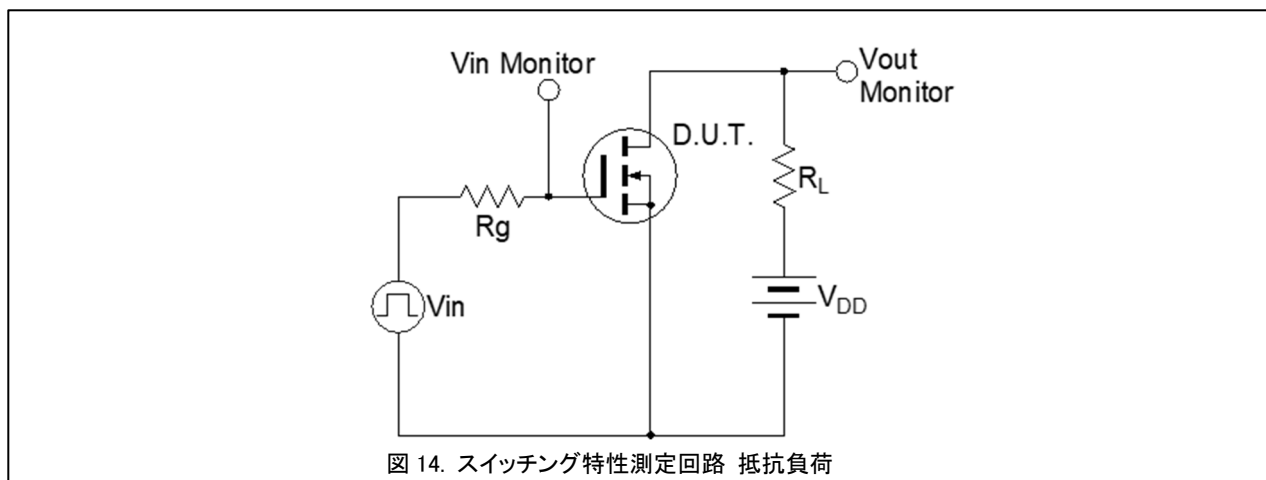 Vin Monitor
Vout
Monitor
D.U.T.
RL
Rg
Vin
VDD
図 14. スイッチング特性測定回路 抵抗負荷